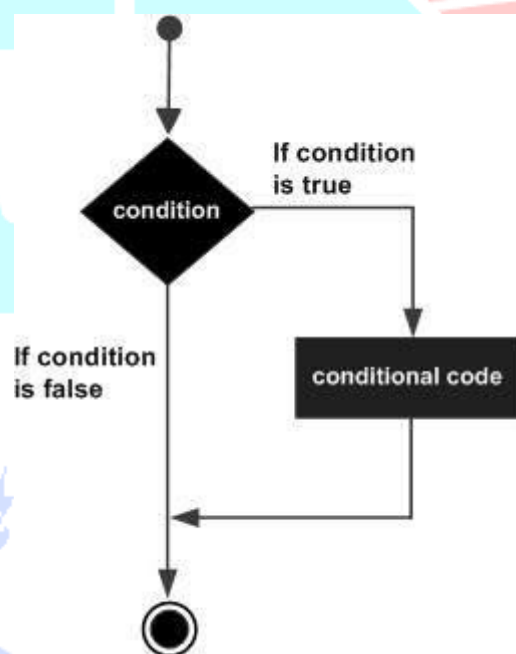 If condition
is true
condition
If condition
is false
conditional code